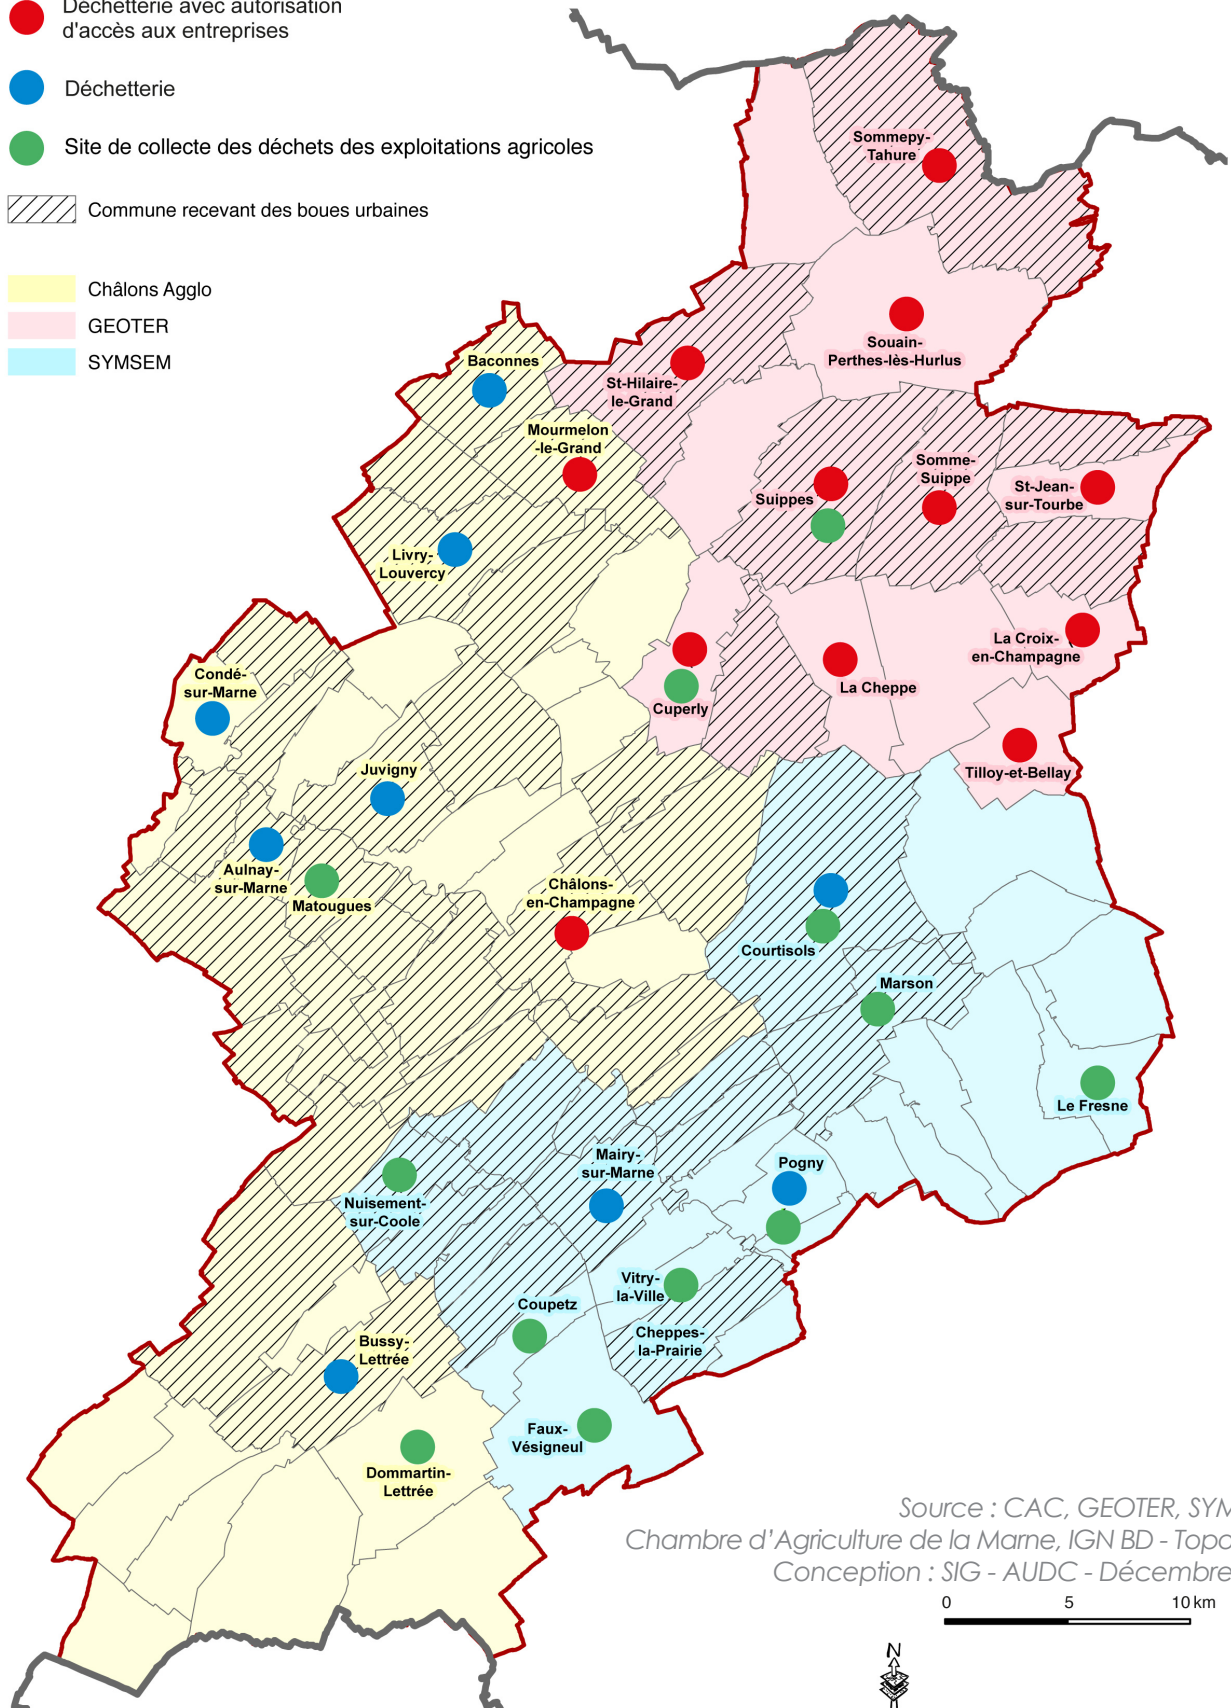 Déchetterie avec autorisation
d'accès aux entreprises
Déchetterie
Site de collecte des déchets des exploitations agricoles
Commune recevant des boues urbaines
Châlons Agglo
GEOTER
SYMSEM
Sommepy-
Tahure
Souain-
Perthes-lès-Hurlus
St-Hilaire-
le-Grand
Baconnes
Mourmelon
-le-Grand
Suippes
Somme-
Suippe
St-Jean-
sur-Tourbe
Livry-
Louvercy
La Croix-
en-Champagne
La Cheppe
Cuperly
Condé-
sur-Marne
Tilloy-et-Bellay
Juvigny
Aulnay-
sur-Marne
Matougues
Châlons-
en-Champagne
Courtisols
Marson
Le Fresne
Mairy-
sur-Marne
Pogny
Nuisement-
sur-Coole
Vitry-
la-Ville
Coupetz
Cheppes-
la-Prairie
Bussy-
Lettrée
Faux-
Vésigneul
Dommartin-
Lettrée
Source : CAC, GEOTER, SYM
Chambre d'Agriculture de la Marne, IGN BD - Topo
Conception : SIG - AUDC - Décembre
0 5 10 km
N